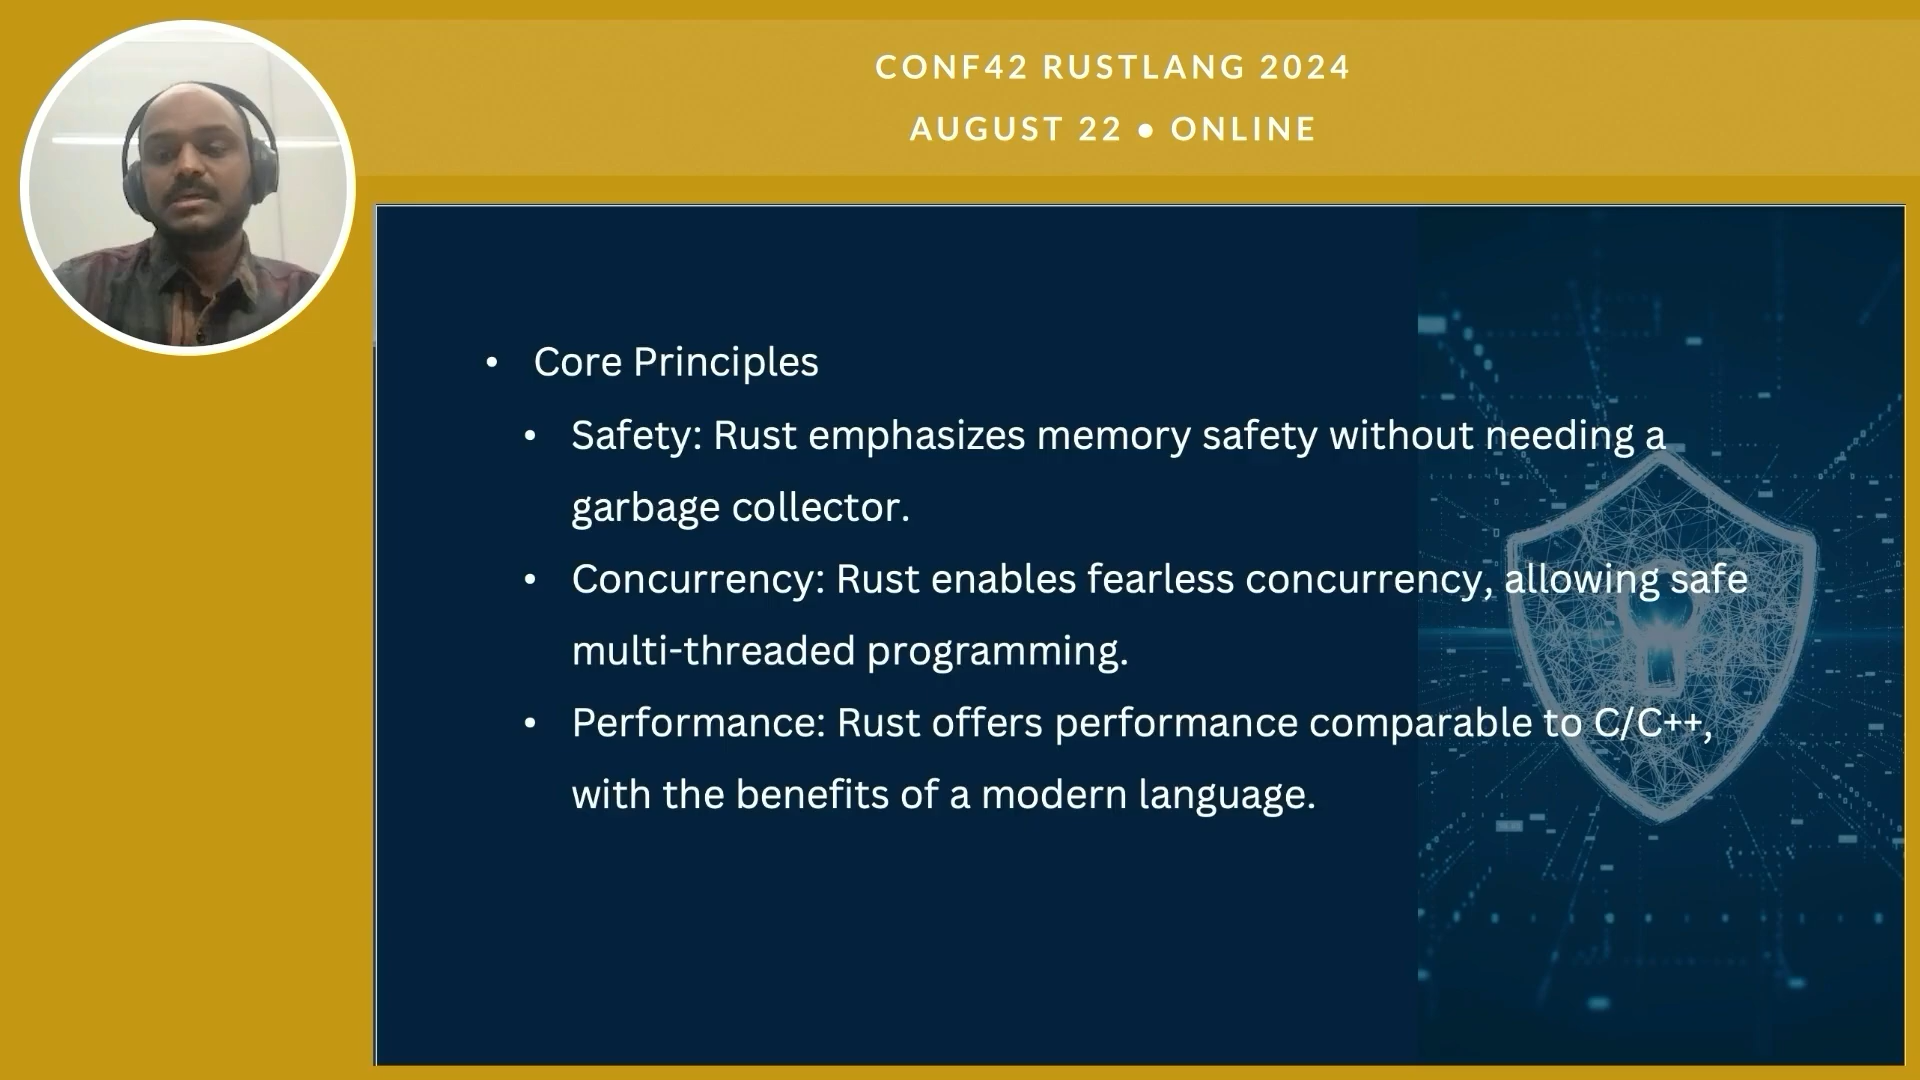 CONF42 RUSTLANG 2024
AUGUST 22 • ONLINE
• Core Principles
• Safety: Rust emphasizes memory safety without needing a
garbage collector.
• Concurrency: Rust enables fearless concurrency, allowing safe
multi-threaded programming.
• Performance: Rust offers performance comparable to C/C++,
with the benefits of a modern language.